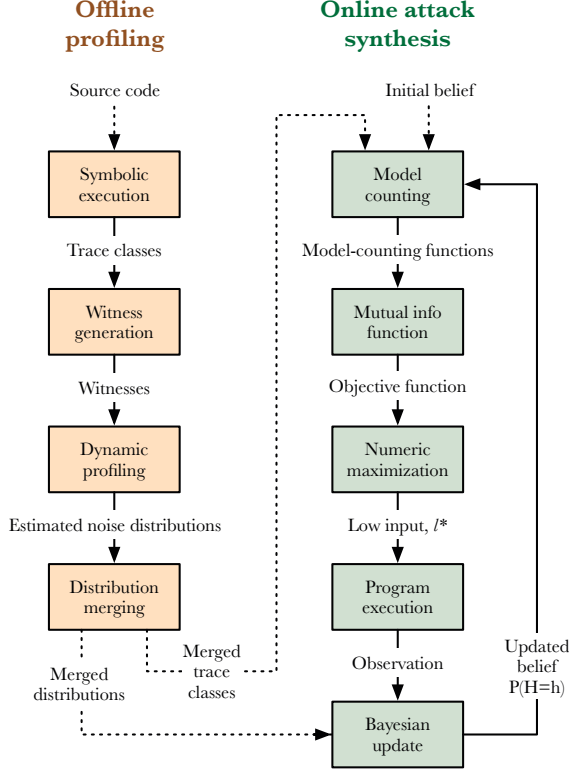 Offline
profiling
Source code
Symbolic
execution
Trace classes
Witness
generation
Witnesses
Dynamic
profiling
Estimated noise distributions
Distribution
merging
Merged
distributions
Merged
trace
classes
Online attack
synthesis
Initial belief
Model
counting
Model-counting functions
Mutual info
function
Objective function
Numeric
maximization
Low input, l*
Program
execution
Observation
Bayesian
update
Updated
belief
P(H=h)